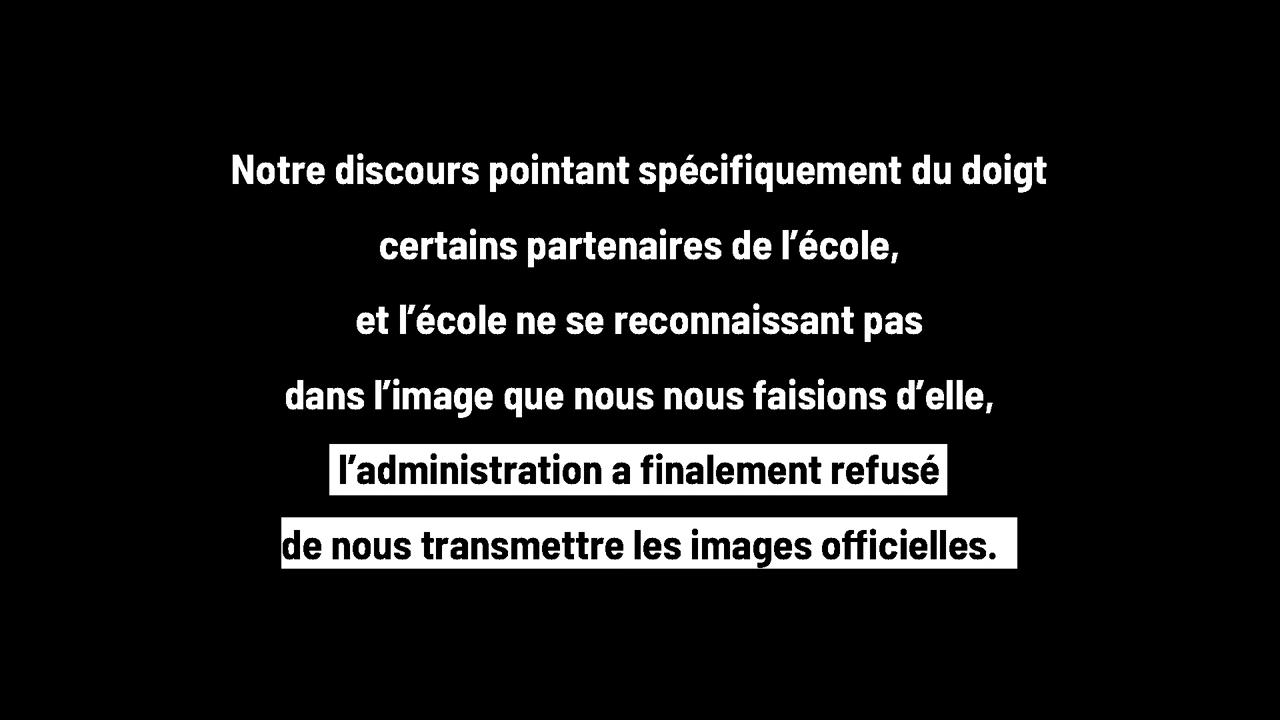 Notre discours pointant spécifiquement du doigt
certains partenaires de l’école,
et l’école ne se reconnaissant pas
dans l’image que nous nous faisions d’elle,
l’administration a finalement refusé
de nous transmettre les images officielles.